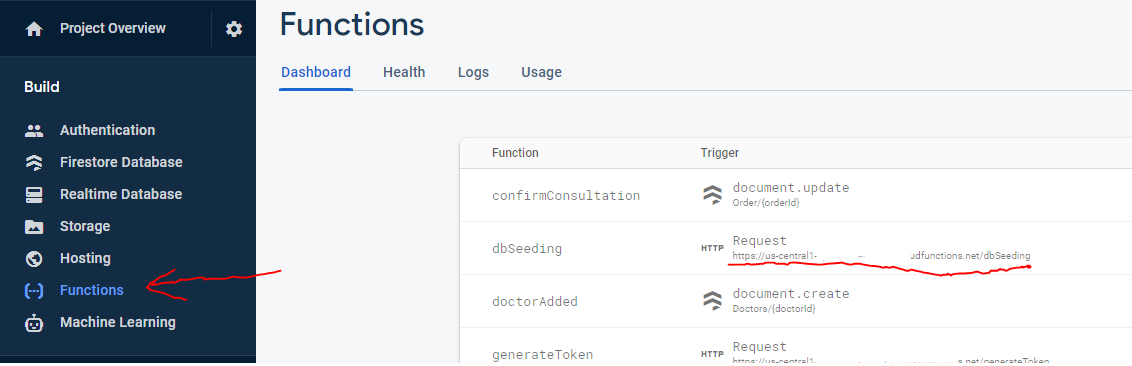 Project Overview
Build
Authentication
Firestore Database
Realtime Database
Storage
Hosting
Functions
Machine Learning
Functions
Dashboard Health Logs Usage
Function Trigger
confirmConsultation document.update
Order/{orderId}
dbSeeding HTTP Request
https://us-central1- udfunctions.net/dbSeeding
doctorAdded document.create
Doctors/{doctorId}
generateToken HTTP Request
https://us-central1- s.net/generateToken